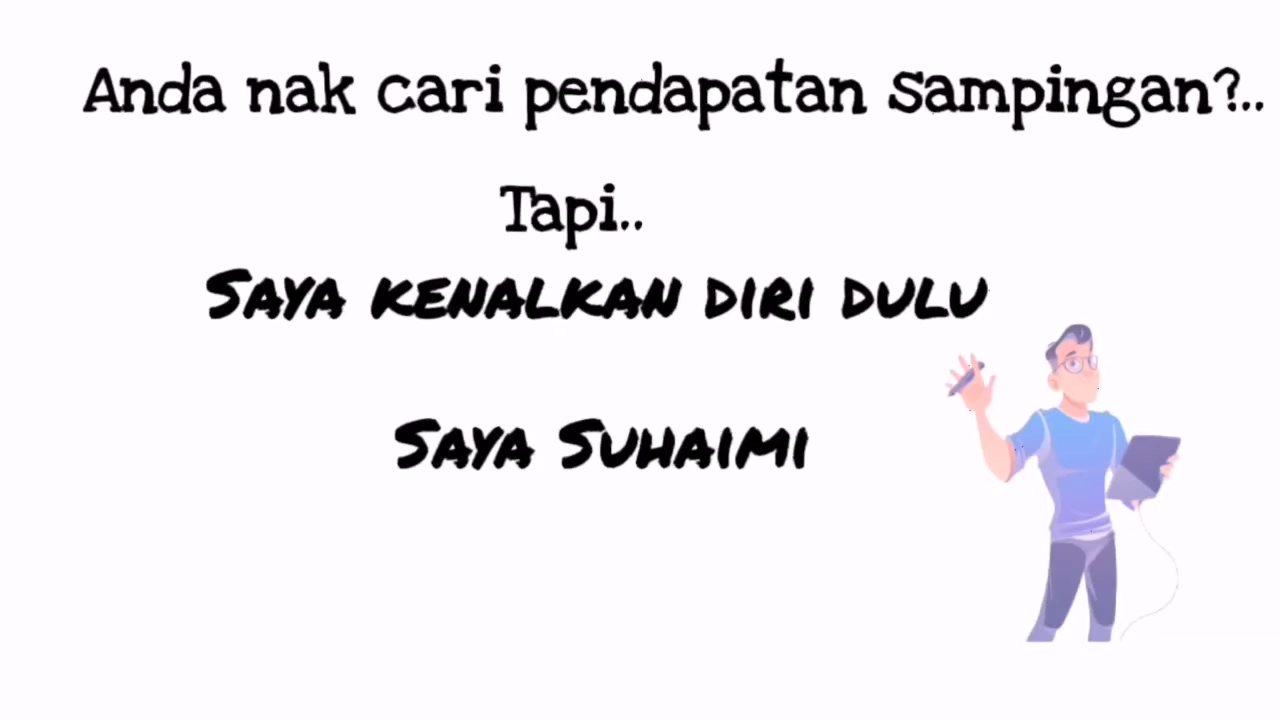 Anda nak cari pendapatan sampingan?..
Tapi..
SAYA KENALKAN DIRI DULU
SAYA SUHAIMI